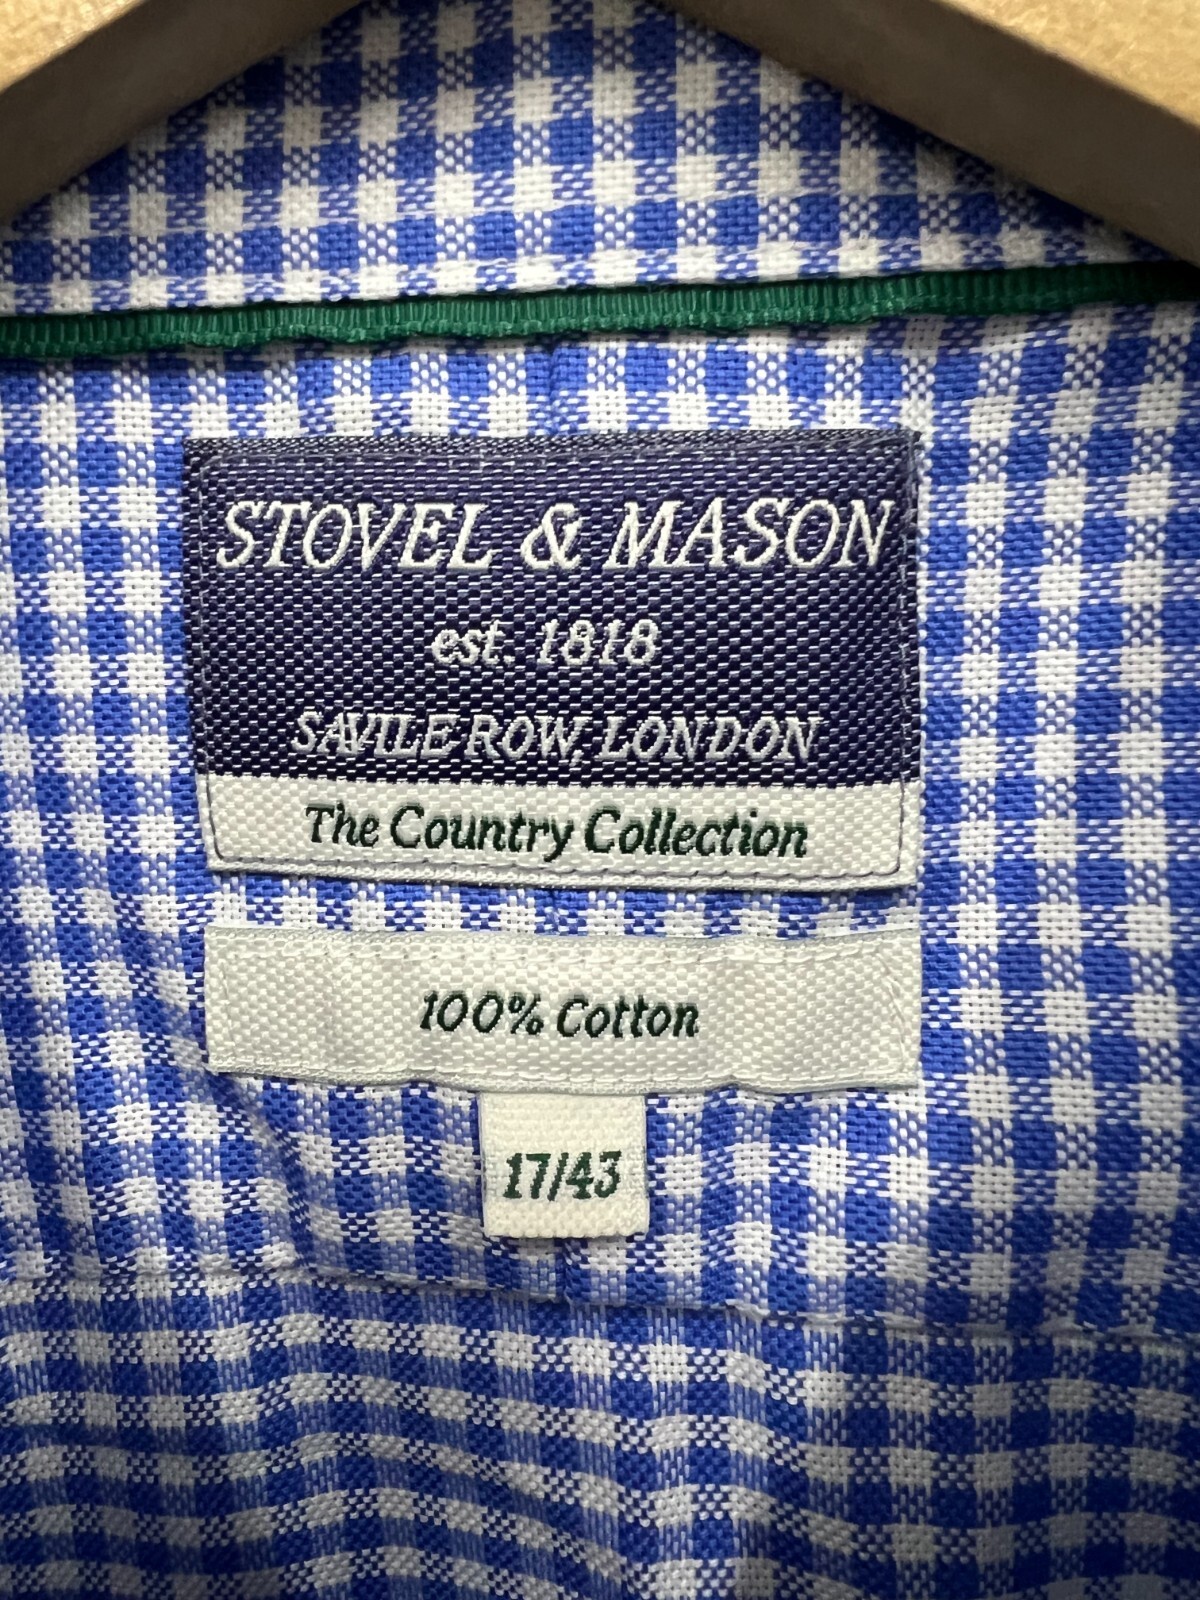 STOVEL & MASON
est. 1818
SAVILE ROW, LONDON
The Country Collection
100% Cotton
17/43